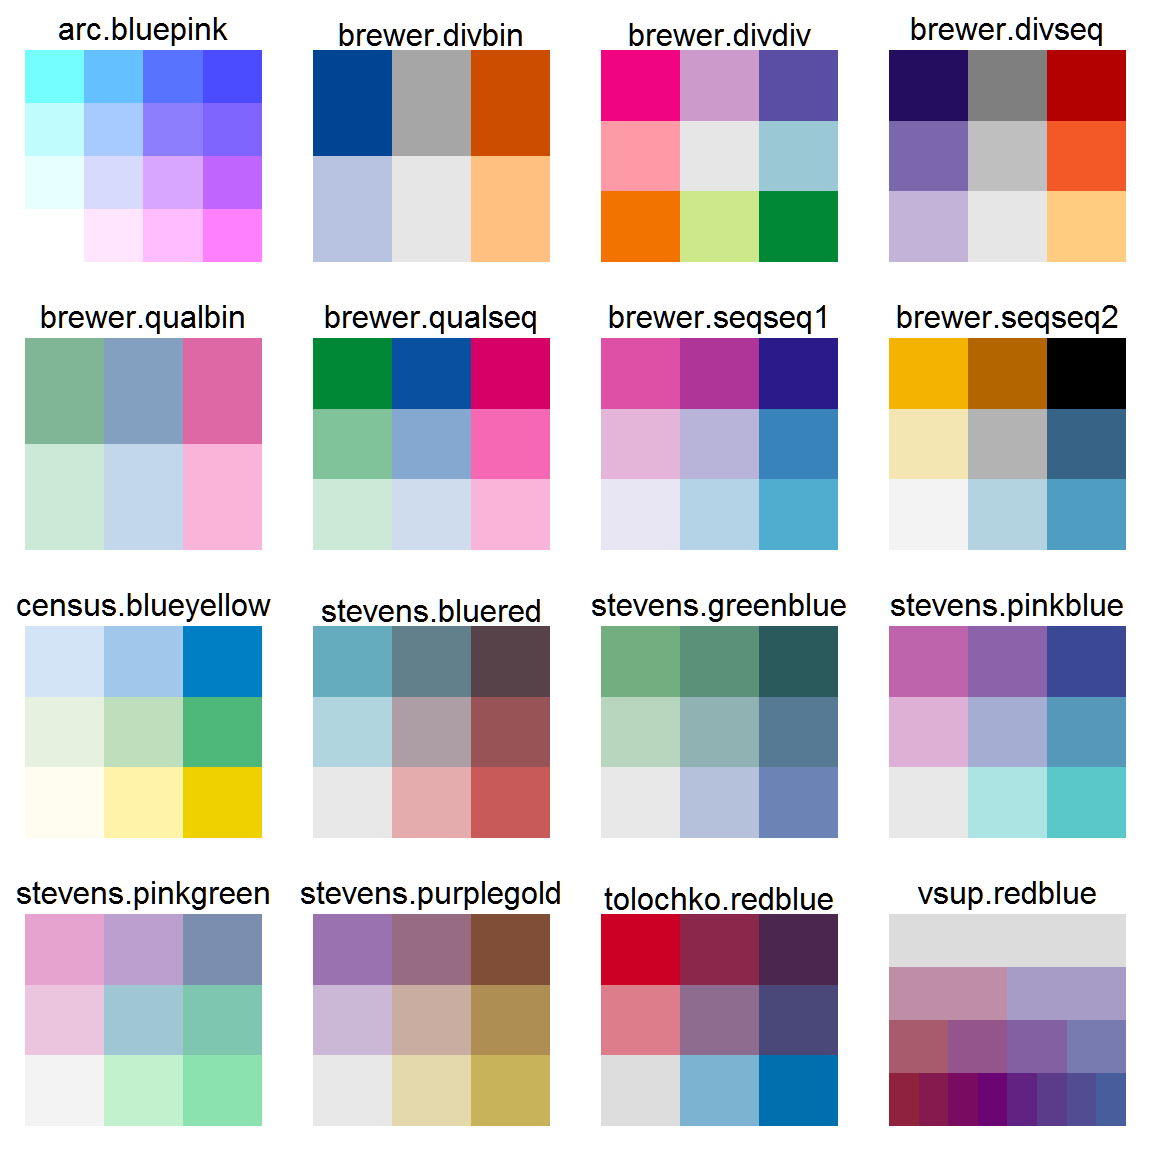 arc.bluepink
brewer.divbin
brewer.divdiv
brewer.divseq
brewer.qualbin
brewer.qualseq
brewer.seqseq1
brewer.seqseq2
census.blueyellow
stevens.bluered
stevens.greenblue
stevens.pinkblue
stevens.pinkgreen
stevens.purplegold
tolochko.redblue
vsup.redblue